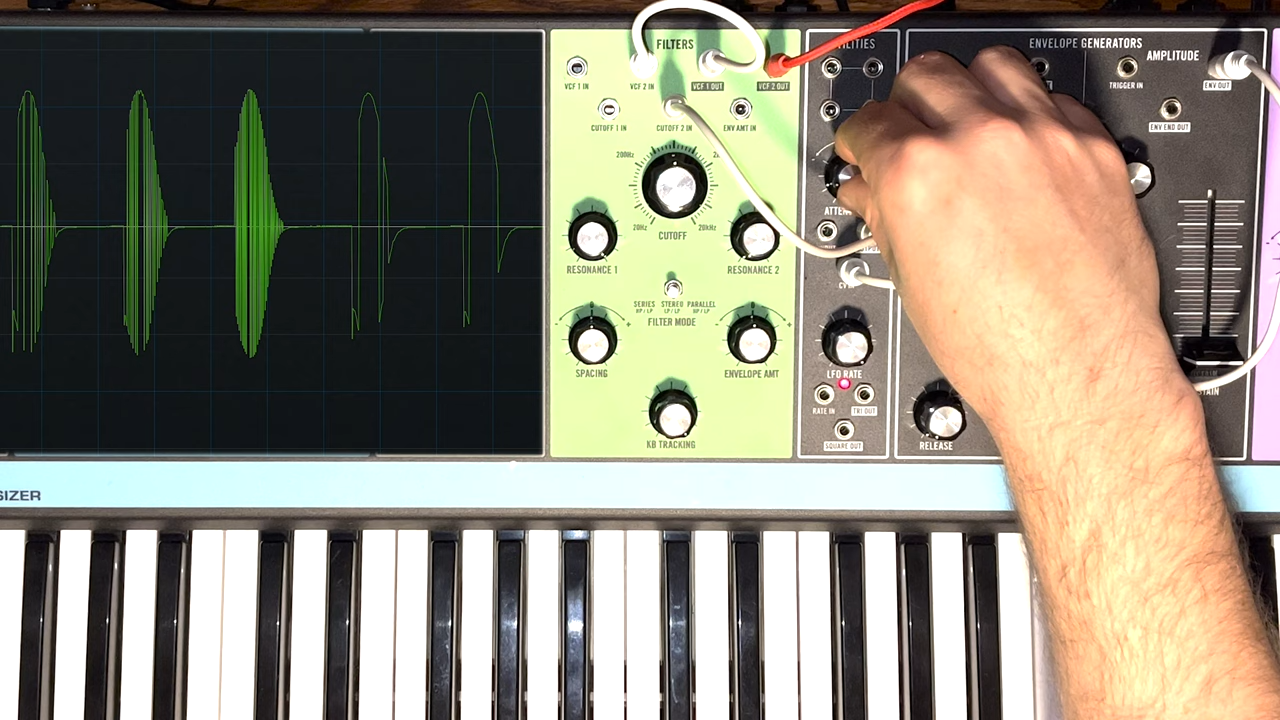 FILTERS
ENVELOPE GENERATORS
AMPLITUDE
VCF 1 IN
VCF 2 IN
VCF 1 OUT
VCF 2 OUT
TRIGGER IN
ENV OUT
CUTOFF 1 IN
CUTOFF 2 IN
ENV AMT IN
ENV END OUT
200Hz
20Hz
20kHz
CUTOFF
RESONANCE 1
RESONANCE 2
SERIES STEREO PARALLEL
HP / LP LP / LP HP / LP
FILTER MODE
SPACING
ENVELOPE AMT
LFO RATE
RATE IN
TRI OUT
SQUARE OUT
KB TRACKING
RELEASE